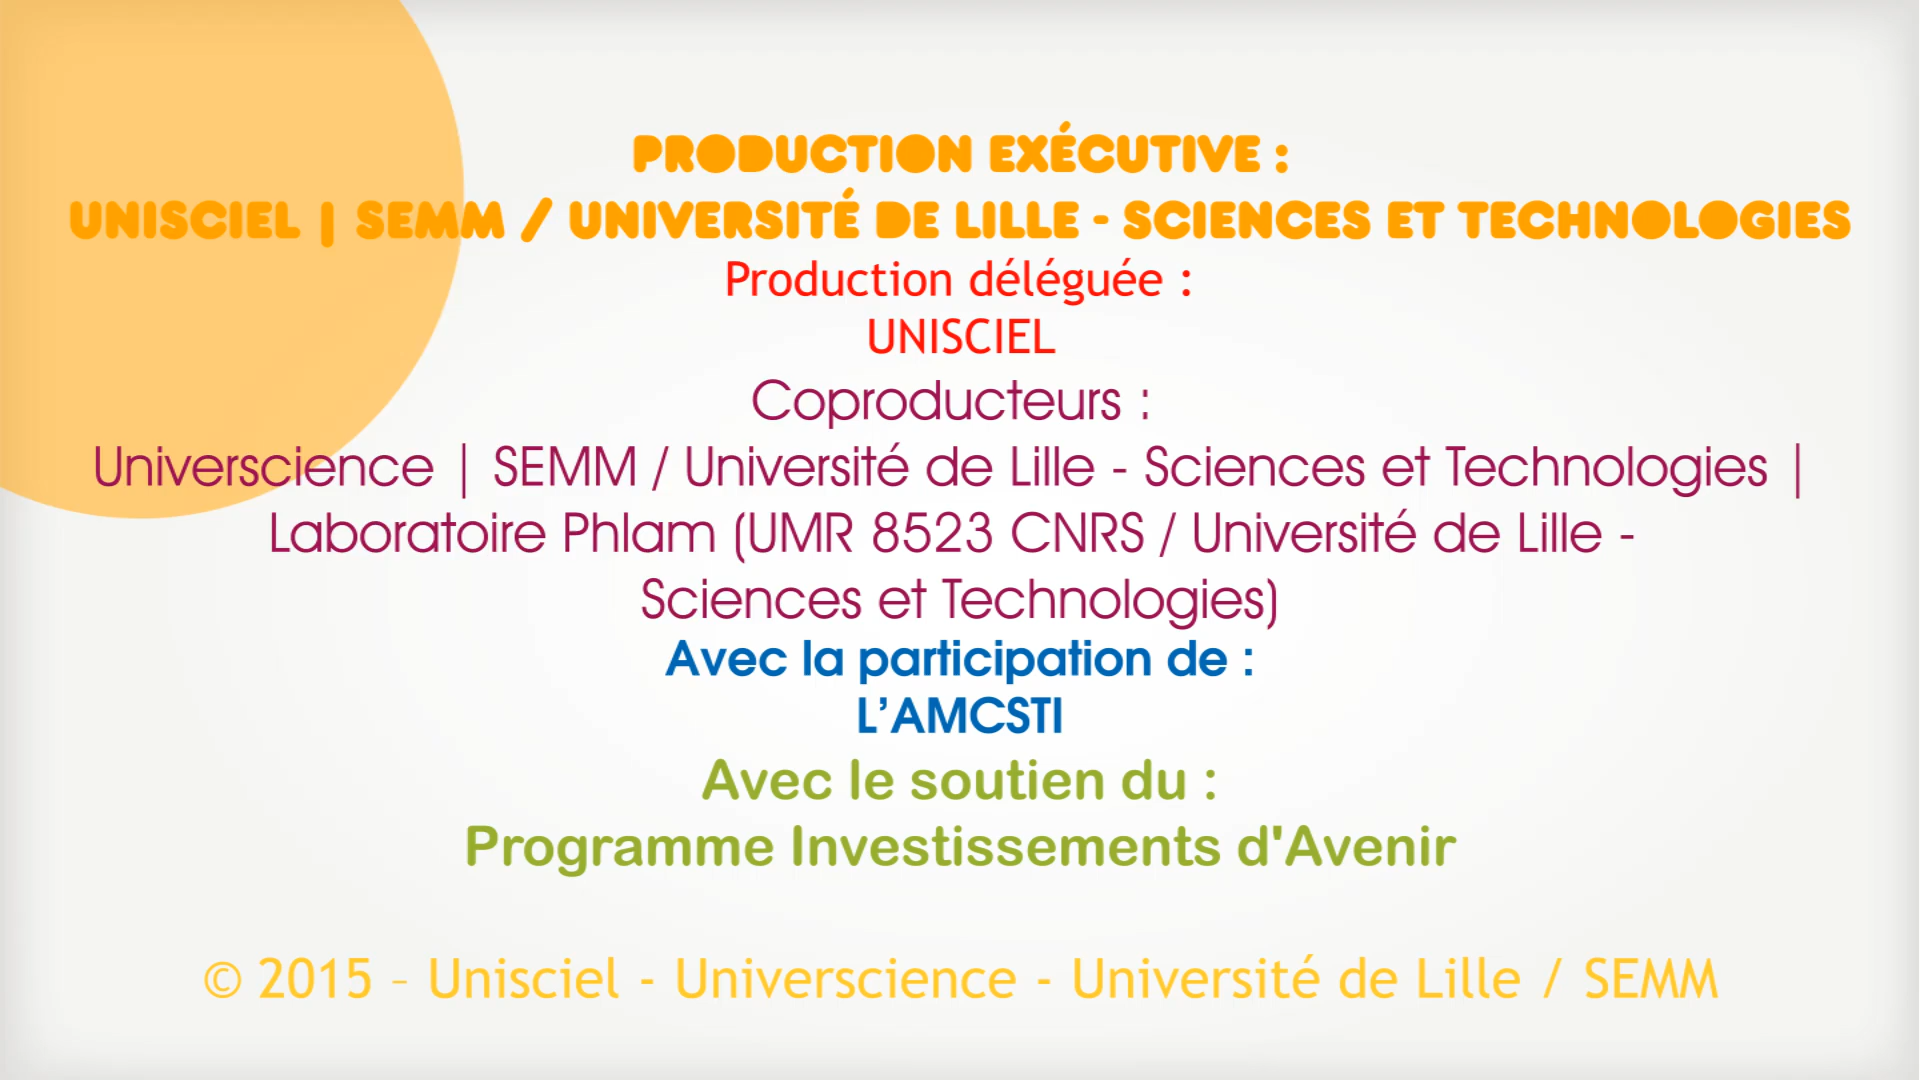 PRODUCTION EXÉCUTIVE :
UNISCIEL | SEMM / UNIVERSITÉ DE LILLE - SCIENCES ET TECHNOLOGIES
Production déléguée :
UNISCIEL
Coproducteurs :
Universcience | SEMM / Université de Lille - Sciences et Technologies |
Laboratoire Phlam (UMR 8523 CNRS / Université de Lille -
Sciences et Technologies)
Avec la participation de :
L’AMCSTI
Avec le soutien du :
Programme Investissements d'Avenir
© 2015 – Unisciel - Universcience - Université de Lille / SEMM